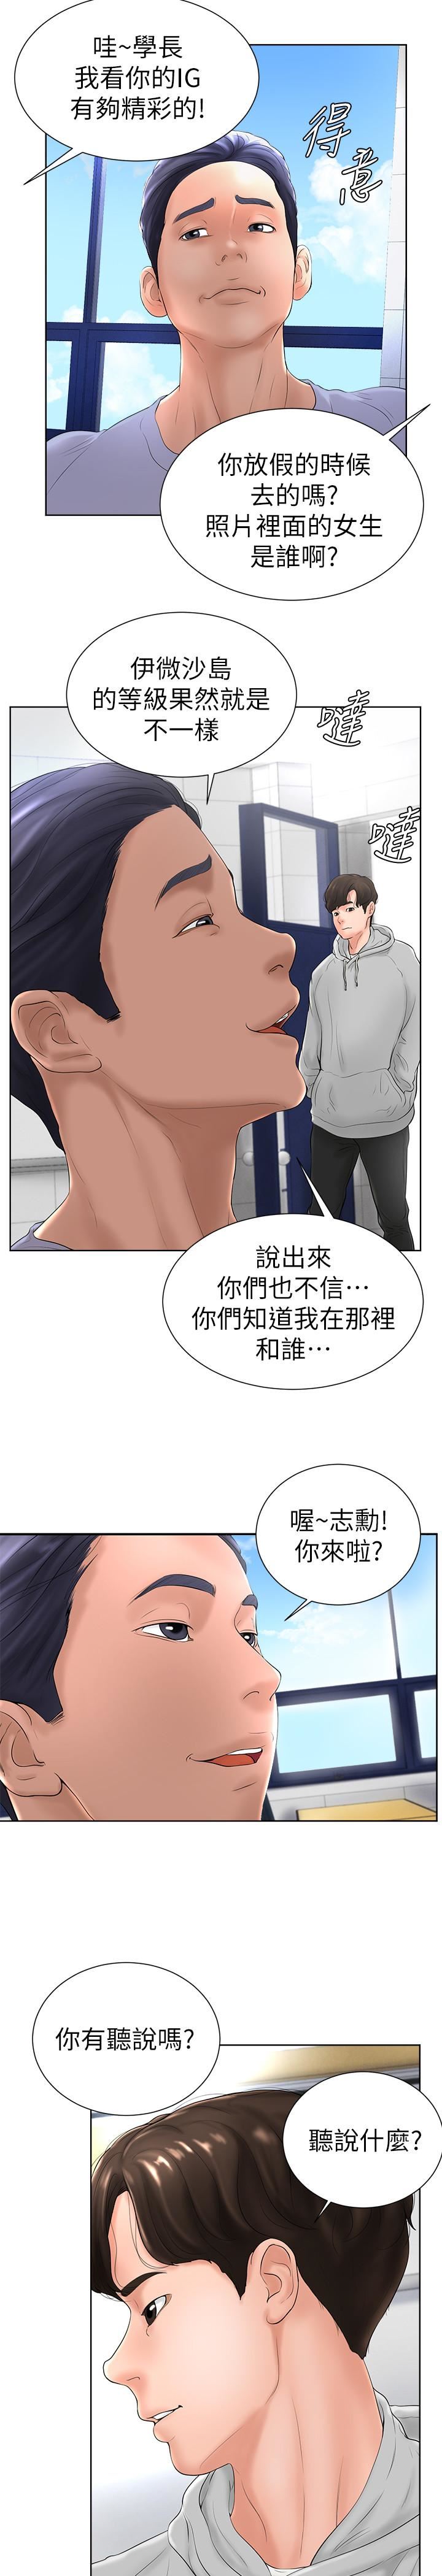 哇~學長
我看你的IG
有夠精彩的!
得意
你放假的時候
去的嗎?
照片裡面的女生
是誰啊?
伊微沙島
的等級果然就是
不一樣
噠
噠
說出來
你們也不信…
你們知道我在那裡
和誰…
喔~志勳!
你來啦?
你有聽說嗎?
聽說什麼?